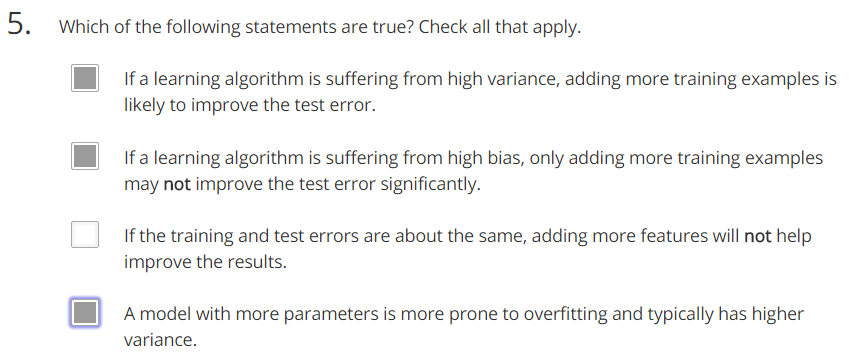 5. Which of the following statements are true? Check all that apply.
If a learning algorithm is suffering from high variance, adding more training examples is
likely to improve the test error.
If a learning algorithm is suffering from high bias, only adding more training examples
may not improve the test error significantly.
If the training and test errors are about the same, adding more features will not help
improve the results.
A model with more parameters is more prone to overfitting and typically has higher
variance.